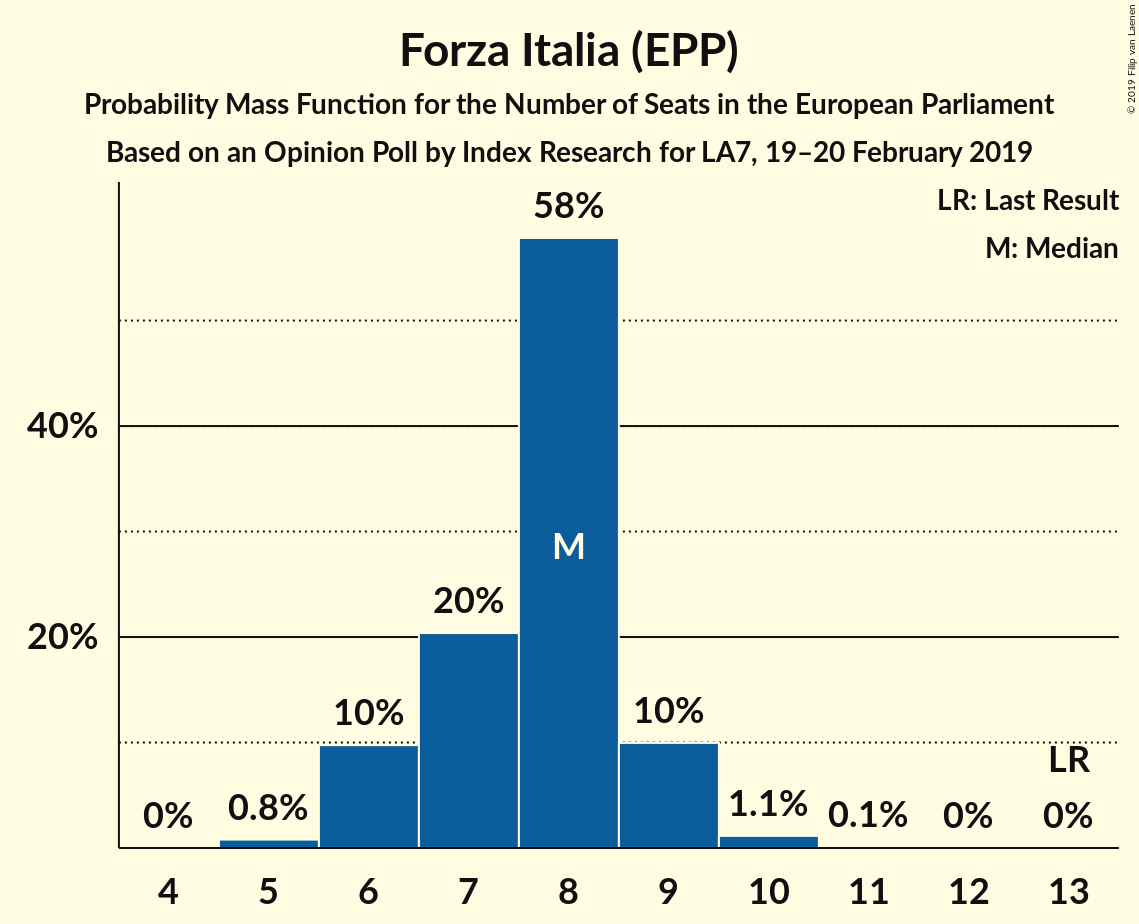 Forza Italia (EPP)
Probability Mass Function for the Number of Seats in the European Parliament
Based on an Opinion Poll by Index Research for LA7, 19–20 February 2019
© 2019 Filip van Laenen
LR: Last Result
M: Median
58%
40%
M
20%
20%
10%
10%
LR
0%
0.8%
1.1%
0.1%
0%
0%
4 5 6 7 8 9 10 11 12 13